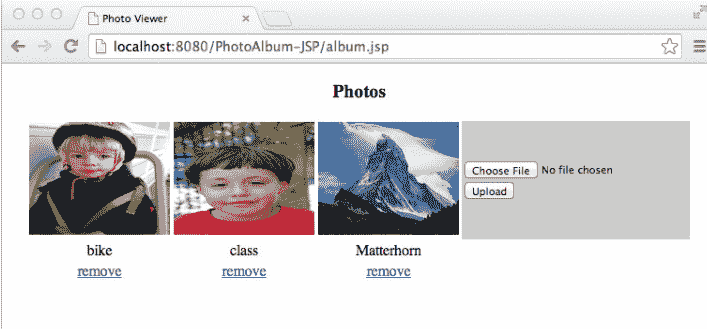 Photo Viewer
localhost:8080/PhotoAlbum-JSP/album.jsp
Photos
Choose File No file chosen
Upload
bike class Matterhorn
remove remove remove